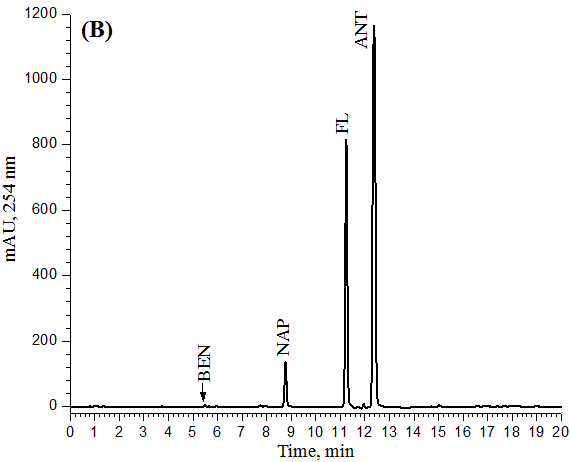 (B)
ANT
FL
NAP
BEN
mAU, 254 nm
1200
1000
800
600
400
200
0
0 1 2 3 4 5 6 7 8 9 10 11 12 13 14 15 16 17 18 19 20
Time, min